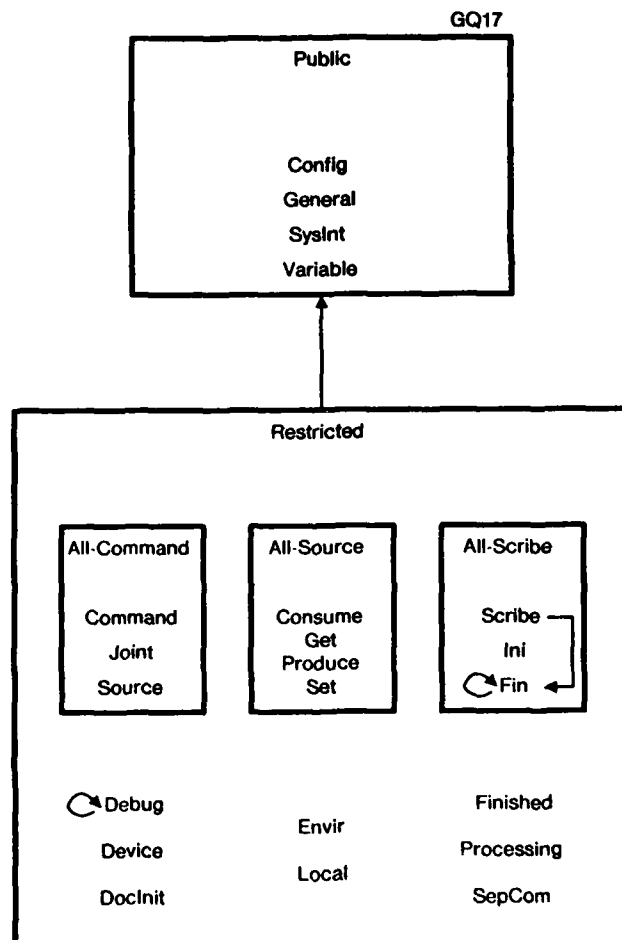 GQ17
Public
Config
General
SysInt
Variable
Restricted
All-Command
Command
Joint
Source
All-Source
Consume
Get
Produce
Set
All-Scribe
Scribe
Ini
Fin
Debug
Device
DocInit
Envir
Local
Finished
Processing
SepCom